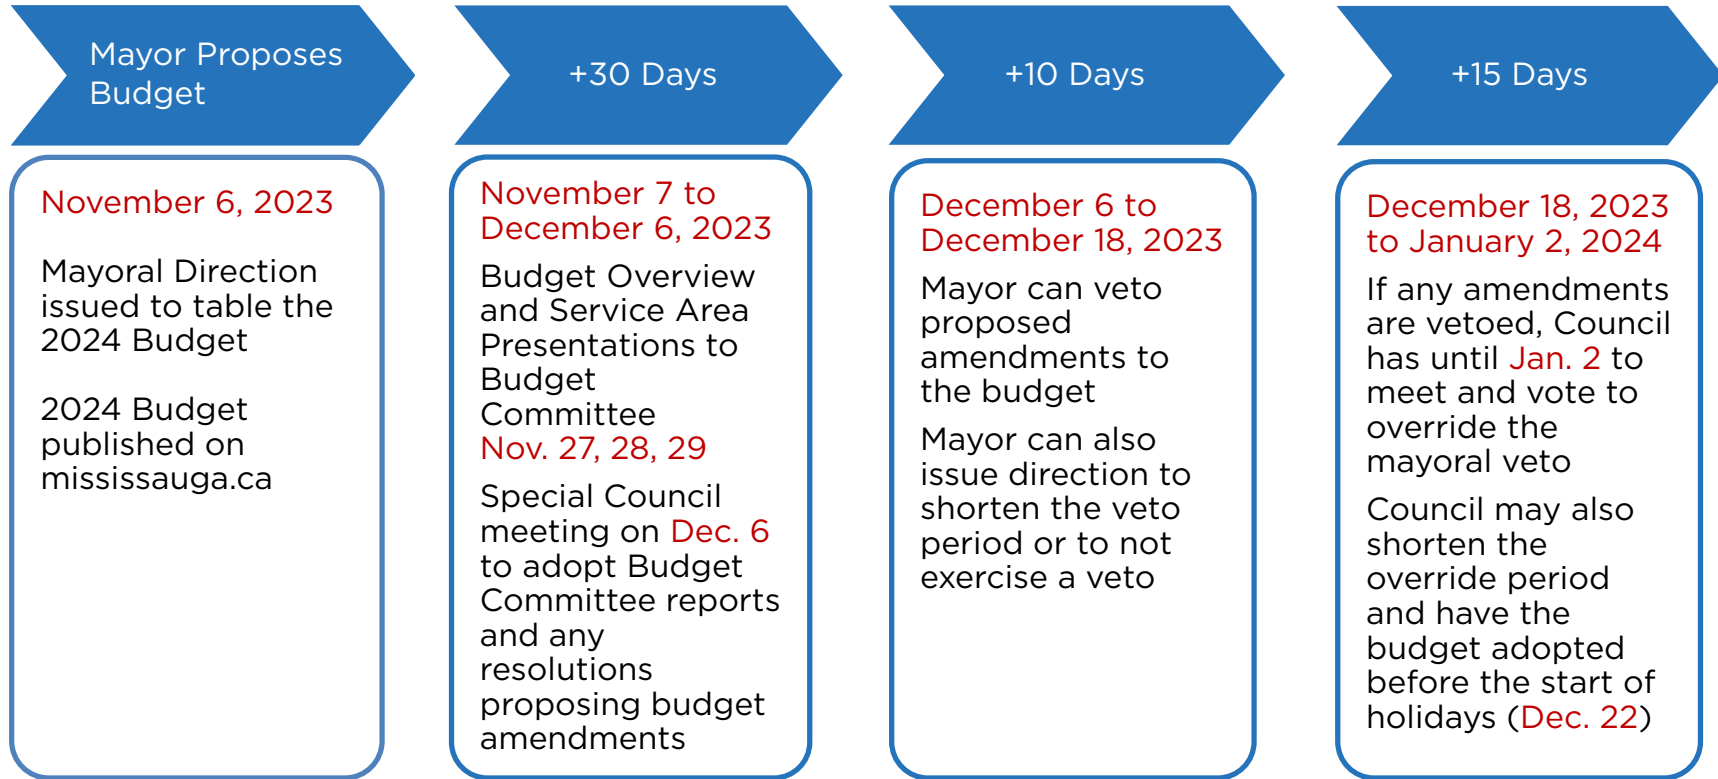 Mayor Proposes
Budget
November 6, 2023
Mayoral Direction
issued to table the
2024 Budget
2024 Budget
published on
mississauga.ca
+30 Days
November 7 to
December 6, 2023
Budget Overview
and Service Area
Presentations to
Budget
Committee
Nov. 27, 28, 29
Special Council
meeting on Dec. 6
to adopt Budget
Committee reports
and any
resolutions
proposing budget
amendments
+10 Days
December 6 to
December 18, 2023
Mayor can veto
proposed
amendments to
the budget
Mayor can also
issue direction to
shorten the veto
period or to not
exercise a veto
+15 Days
December 18, 2023
to January 2, 2024
If any amendments
are vetoed, Council
has until Jan. 2 to
meet and vote to
override the
mayoral veto
Council may also
shorten the
override period
and have the
budget adopted
before the start of
holidays (Dec. 22)